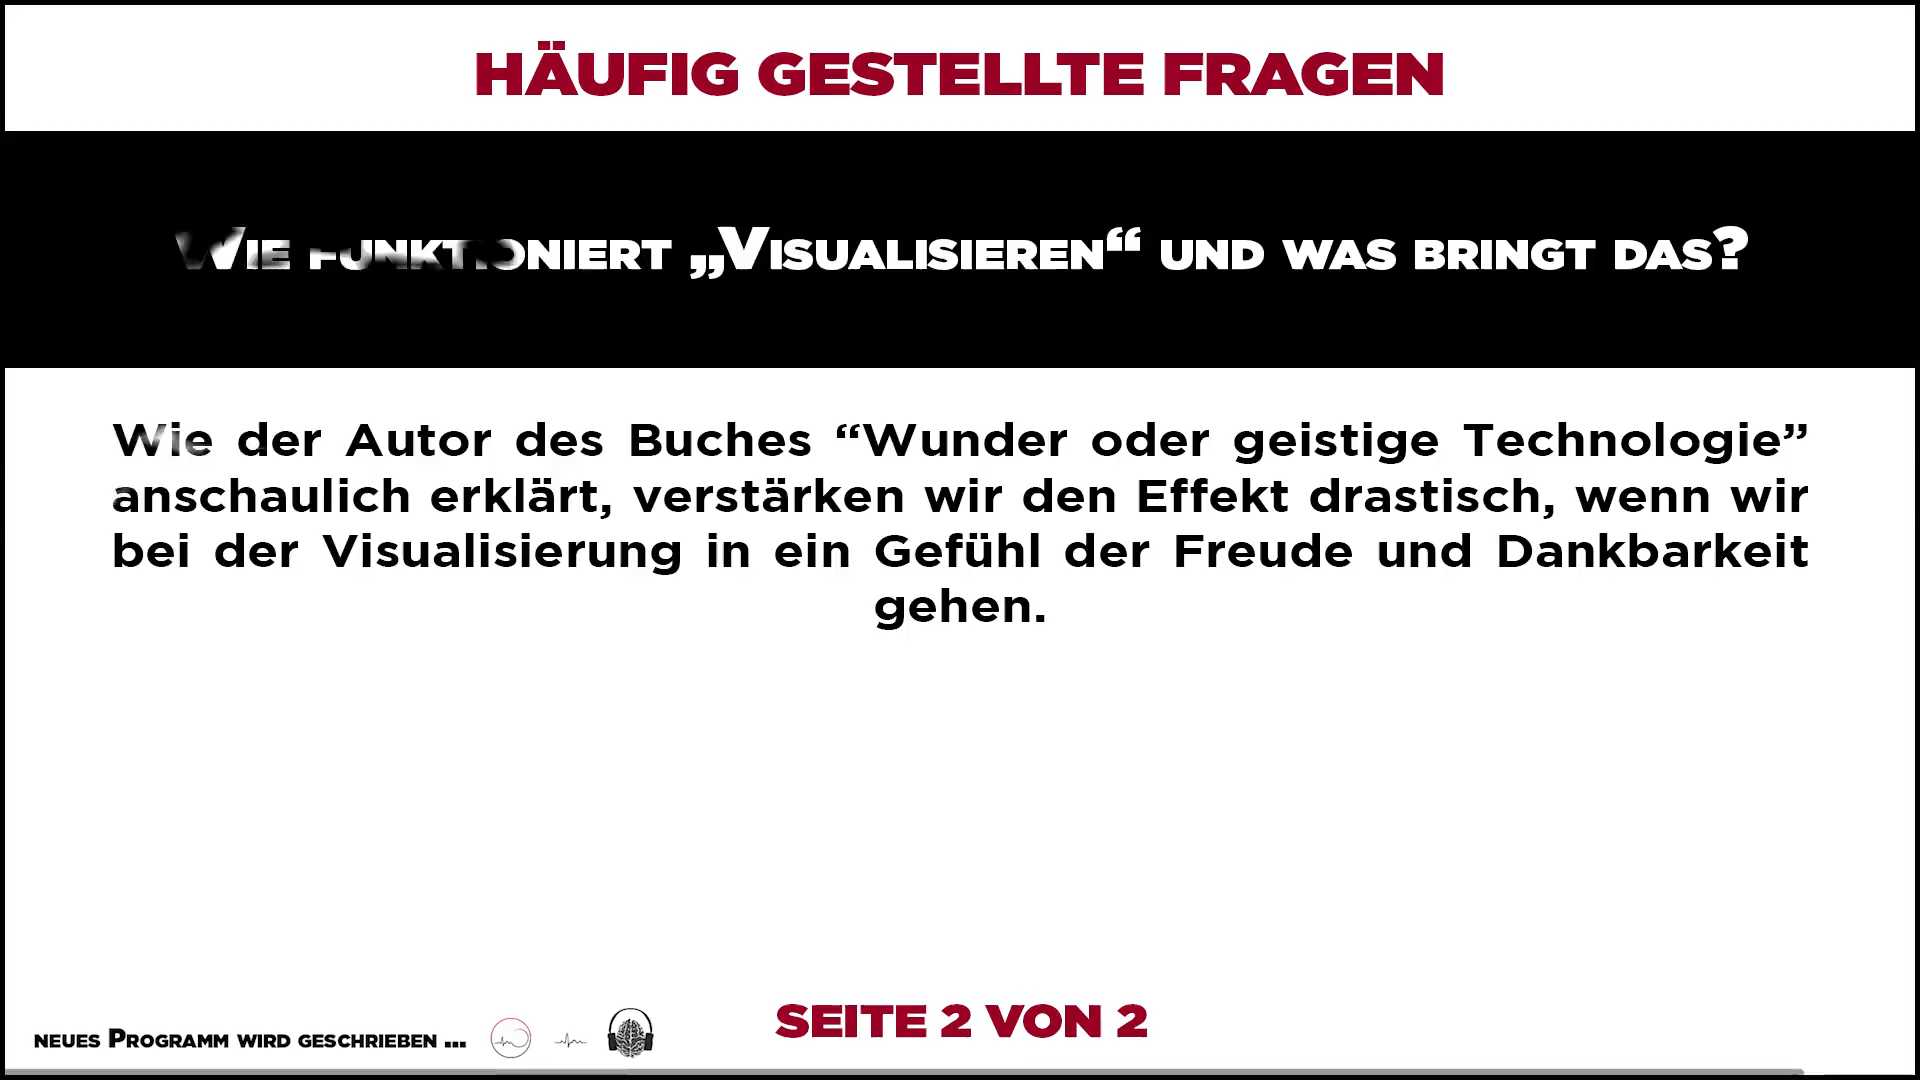 HÄUFIG GESTELLTE FRAGEN
Wie funktioniert „Visualisieren“ und was bringt das?
Wie der Autor des Buches “Wunder oder geistige Technologie”
anschaulich erklärt, verstärken wir den Effekt drastisch, wenn wir
bei der Visualisierung in ein Gefühl der Freude und Dankbarkeit
gehen.
SEITE 2 VON 2
neues Programm wird geschrieben ...